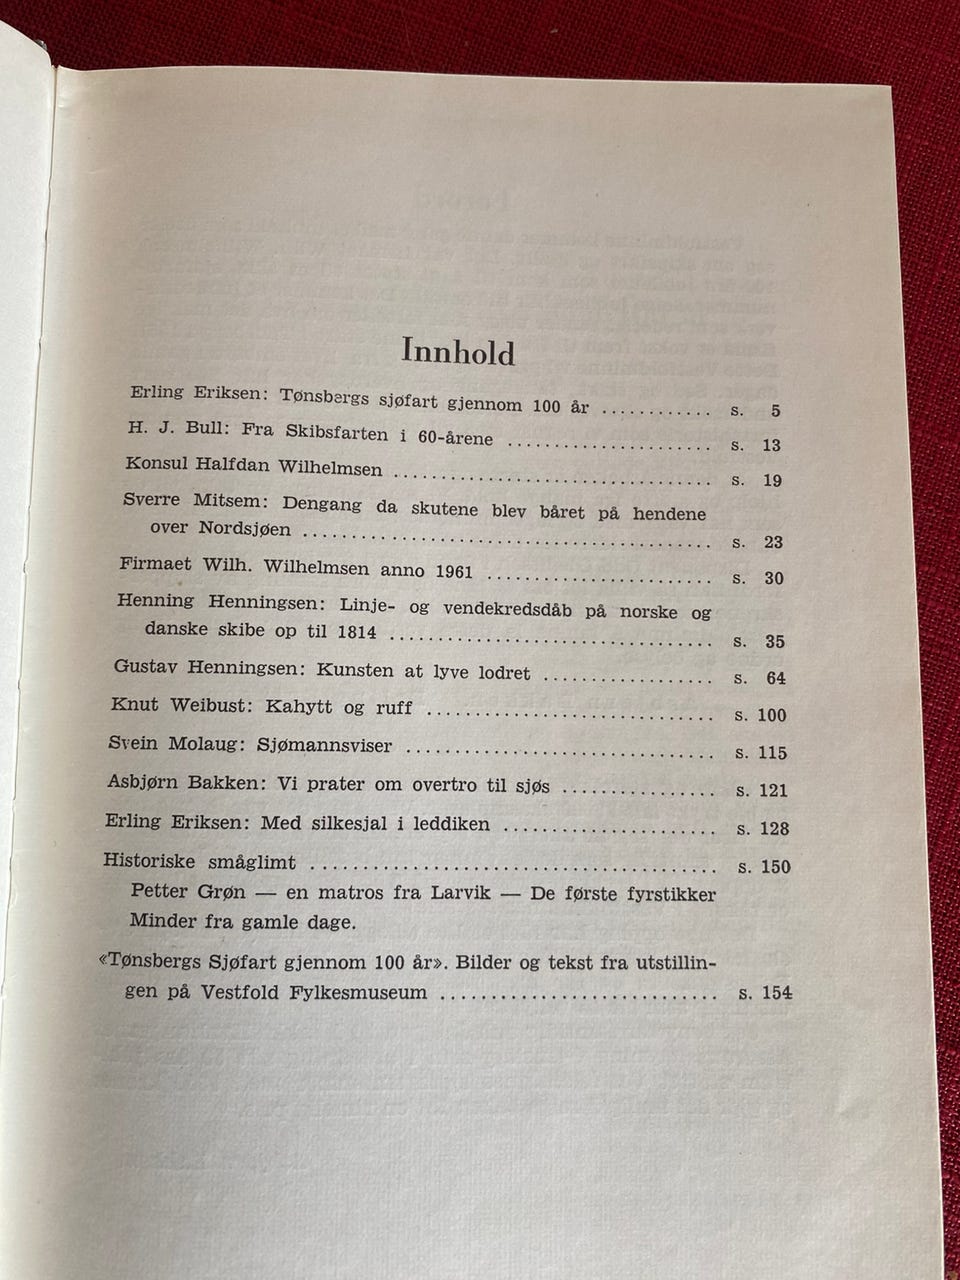 Innhold
Erling Eriksen: Tønsbergs sjøfart gjennom 100 år ............ s. 5
H. J. Bull: Fra Skibsfarten i 60-årene ..................... s. 13
Konsul Halfdan Wilhelmsen ................................ s. 19
Sverre Mitsem: Dengang da skutene blev båret på hendene
over Nordsjøen .......................................... s. 23
Firmaet Wilh. Wilhelmsen anno 1961 ....................... s. 30
Henning Henningsen: Linje- og vendekredsdåb på norske og
danske skibe op til 1814 ................................. s. 35
Gustav Henningsen: Kunsten at lyve lodret .................. s. 64
Knut Weibust: Kahytt og ruff .............................. s. 100
Svein Molaug: Sjømannsviser ................................ s. 115
Asbjørn Bakken: Vi prater om overtro til sjøs ................ s. 121
Erling Eriksen: Med silkesjal i leddiken ...................... s. 128
Historiske småglimt .......................................... s. 150
Petter Grøn — en matros fra Larvik — De første fyrstikker
Minder fra gamle dage.
«Tønsbergs Sjøfart gjennom 100 år». Bilder og tekst fra utstillin-
gen på Vestfold Fylkesmuseum ............................ s. 154